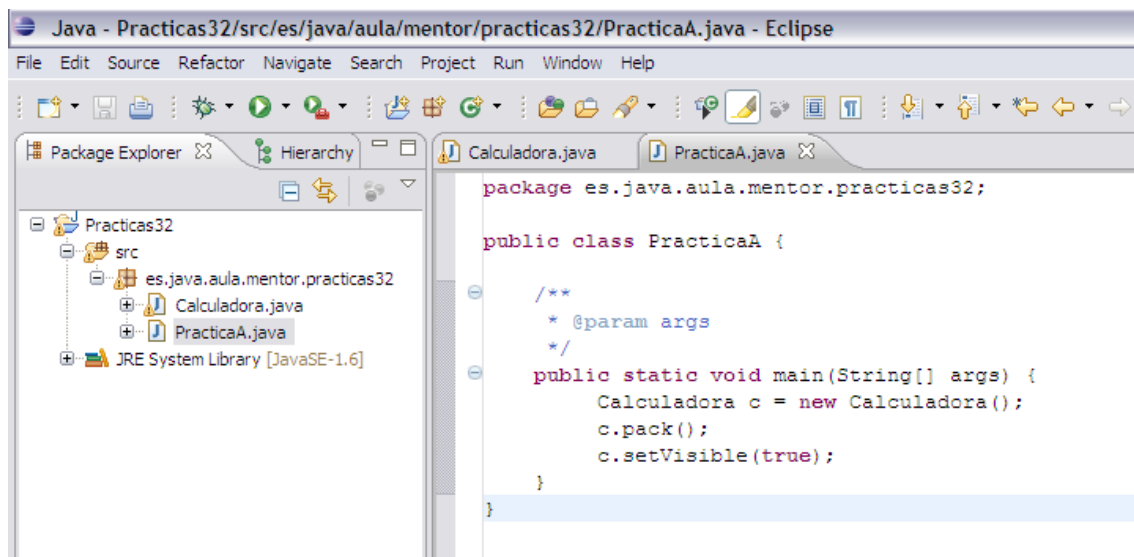 Java - Practicas32/src/es/java/aula/mentor/practicas32/PracticaA.java - Eclipse
File Edit Source Refactor Navigate Search Project Run Window Help
Package Explorer Hierarchy
Practicas32
src
es.java.aula.mentor.practicas32
Calculadora.java
PracticaA.java
JRE System Library [JavaSE-1.6]
Calculadora.java PracticaA.java
package es.java.aula.mentor.practicas32;
public class PracticaA {
/**
* @param args
*/
public static void main(String[] args) {
Calculadora c = new Calculadora();
c.pack();
c.setVisible(true);
}
}